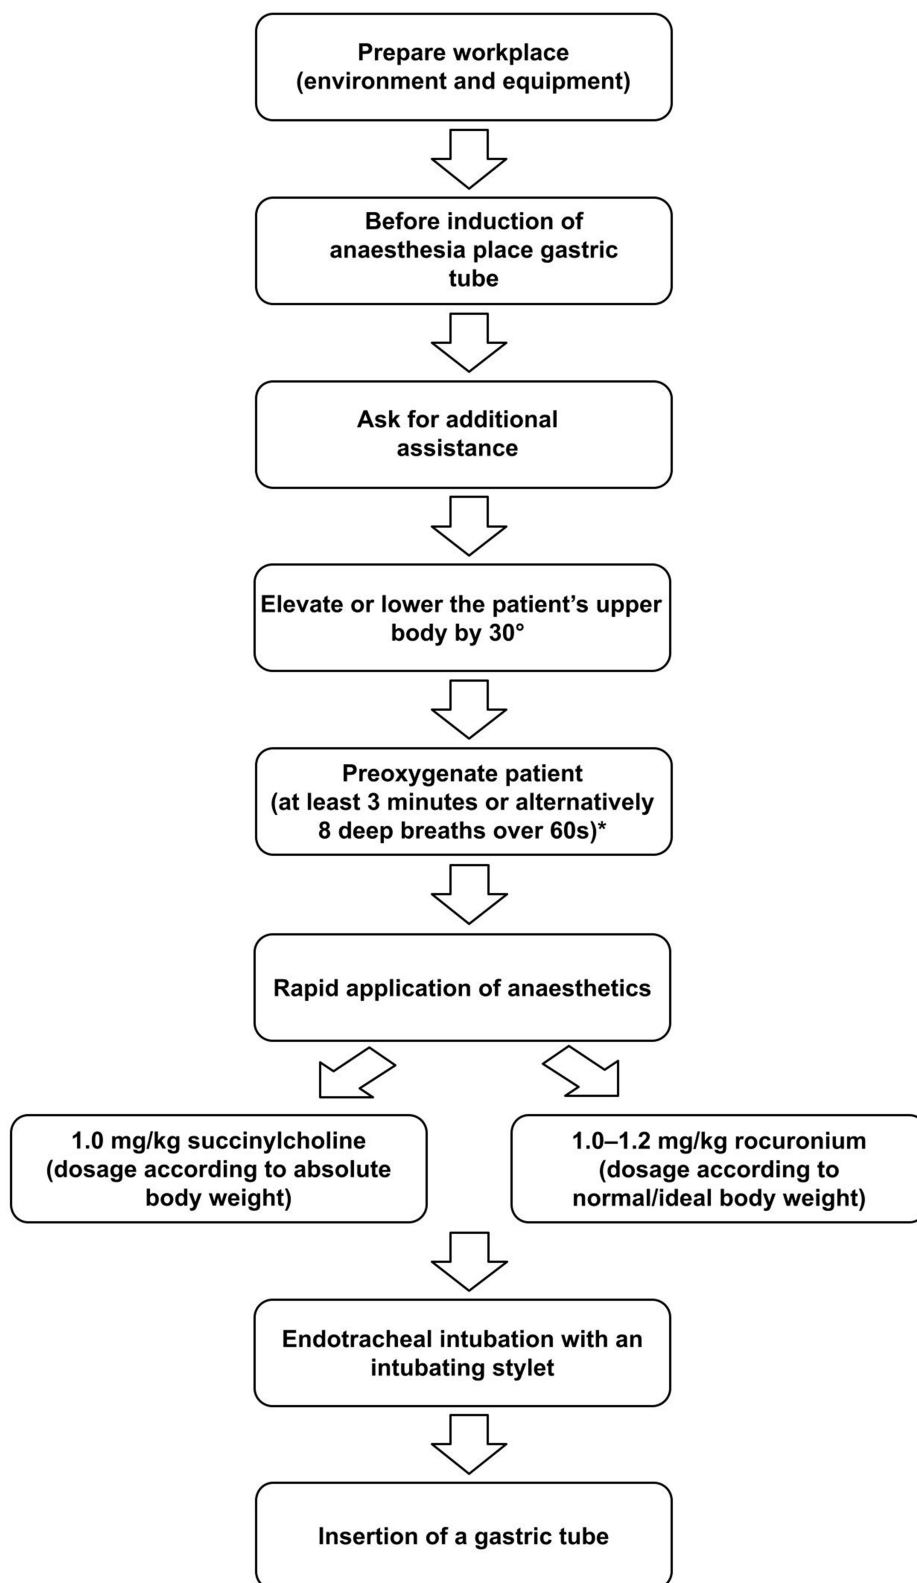 Prepare workplace
(environment and equipment)
Before induction of
anaesthesia place gastric
tube
Ask for additional
assistance
Elevate or lower the patient’s upper
body by 30°
Preoxygenate patient
(at least 3 minutes or alternatively
8 deep breaths over 60s)*
Rapid application of anaesthetics
1.0 mg/kg succinylcholine
(dosage according to absolute
body weight)
1.0–1.2 mg/kg rocuronium
(dosage according to
normal/ideal body weight)
Endotracheal intubation with an
intubating stylet
Insertion of a gastric tube